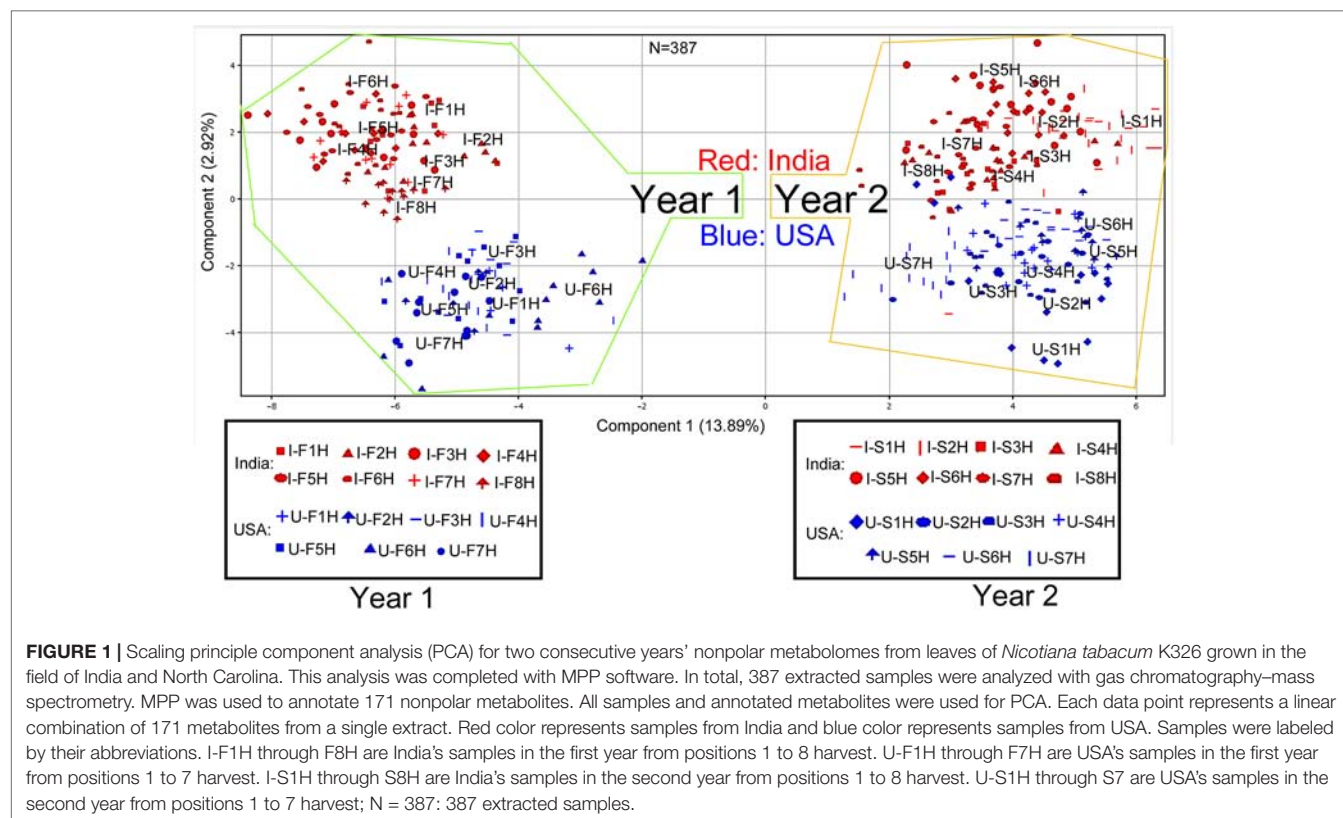 N=387
4
2
0
-2
-4
Component 2 (2.92%)
I-F6H
I-F1H
I-F5H
I-F2H
I-F4H
I-F3H
I-F7H
I-F8H
U-F3H
U-F4H
U-F2H
U-F6H
U-F1H
U-F5H
U-F7H
Red: India
Year 1 Year 2
Blue: USA
I-S5H
I-S6H
I-S2H
I-S1H
I-S7H
I-S3H
I-S8H
I-S4H
U-S6H
U-S5H
U-S7H
U-S4H
U-S3H
U-S2H
U-S1H
-8 -6 -4 -2 0 2 4 6
Component 1 (13.89%)
India: I-F1H I-F2H I-F3H I-F4H
I-F5H I-F6H I-F7H I-F8H
USA: U-F1H U-F2H U-F3H U-F4H
U-F5H U-F6H U-F7H
Year 1
India: I-S1H I-S2H I-S3H I-S4H
I-S5H I-S6H I-S7H I-S8H
USA: U-S1H U-S2H U-S3H U-S4H
U-S5H U-S6H U-S7H
Year 2
FIGURE 1 | Scaling principle component analysis (PCA) for two consecutive years' nonpolar metabolomes from leaves of Nicotiana tabacum K326 grown in the
field of India and North Carolina. This analysis was completed with MPP software. In total, 387 extracted samples were analyzed with gas chromatography–mass
spectrometry. MPP was used to annotate 171 nonpolar metabolites. All samples and annotated metabolites were used for PCA. Each data point represents a linear
combination of 171 metabolites from a single extract. Red color represents samples from India and blue color represents samples from USA. Samples were labeled
by their abbreviations. I-F1H through F8H are India's samples in the first year from positions 1 to 8 harvest. U-F1H through F7H are USA's samples in the first year
from positions 1 to 7 harvest. I-S1H through S8H are India's samples in the second year from positions 1 to 8 harvest. U-S1H through S7 are USA's samples in the
second year from positions 1 to 7 harvest; N = 387: 387 extracted samples.